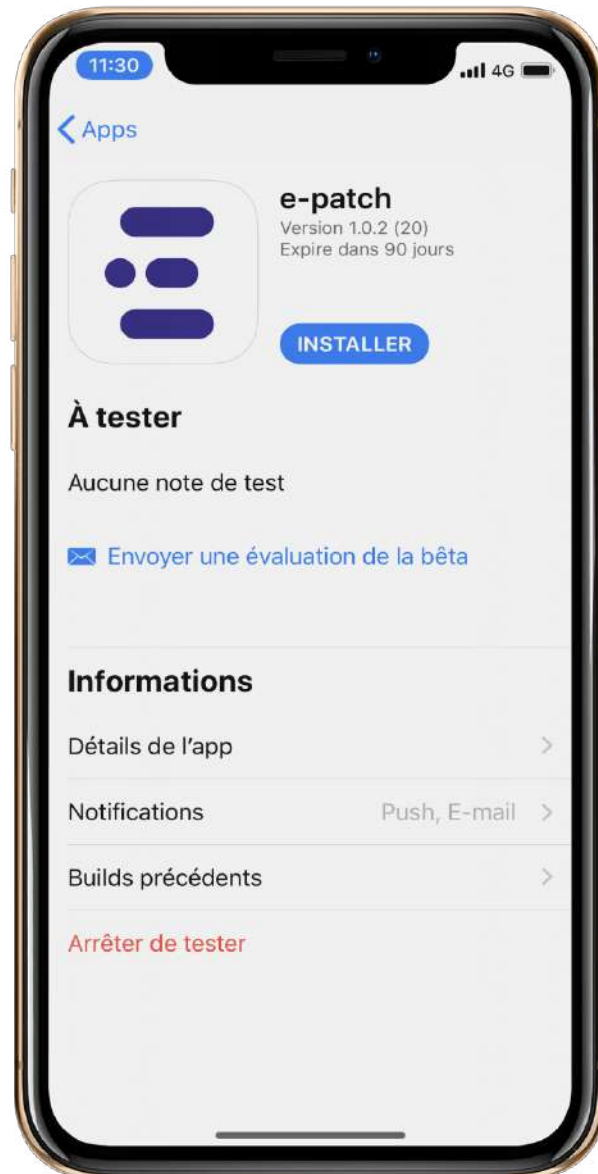 11:30
4G
Apps
e-patch
Version 1.0.2 (20)
Expire dans 90 jours
INSTALLER
À tester
Aucune note de test
Envoyer une évaluation de la bêta
Informations
Détails de l'app
Notifications Push, E-mail
Builds précédents
Arrêter de tester